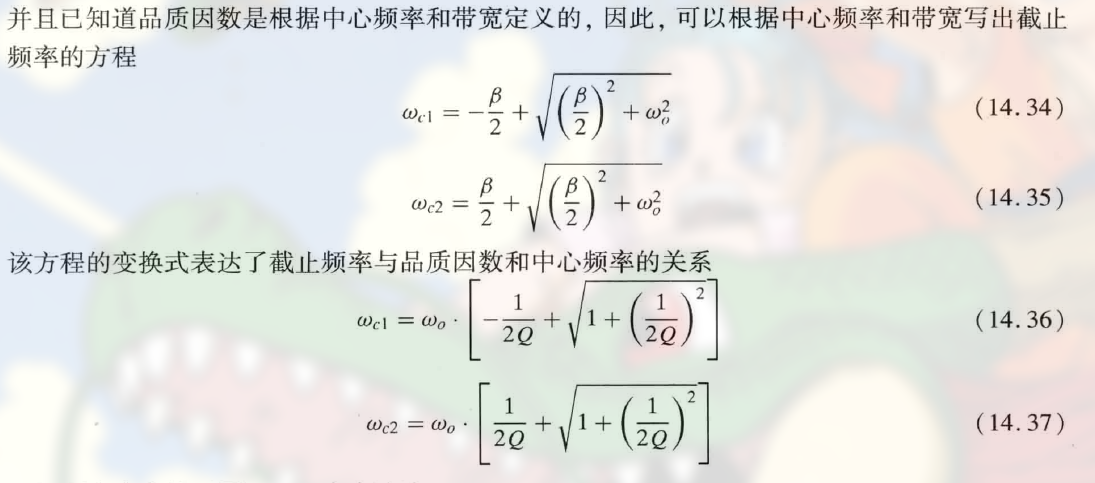 并且已知道品质因数是根据中心频率和带宽定义的, 因此, 可以根据中心频率和带宽写出截止
频率的方程
$\omega_{c1} = -\frac{\beta}{2} + \sqrt{\left(\frac{\beta}{2}\right)^2 + \omega_o^2}$ (14.34)
$\omega_{c2} = \frac{\beta}{2} + \sqrt{\left(\frac{\beta}{2}\right)^2 + \omega_o^2}$ (14.35)
该方程的变换式表达了截止频率与品质因数和中心频率的关系
$\omega_{c1} = \omega_o \cdot \left[-\frac{1}{2Q} + \sqrt{1 + \left(\frac{1}{2Q}\right)^2}\right]$ (14.36)
$\omega_{c2} = \omega_o \cdot \left[\frac{1}{2Q} + \sqrt{1 + \left(\frac{1}{2Q}\right)^2}\right]$ (14.37)